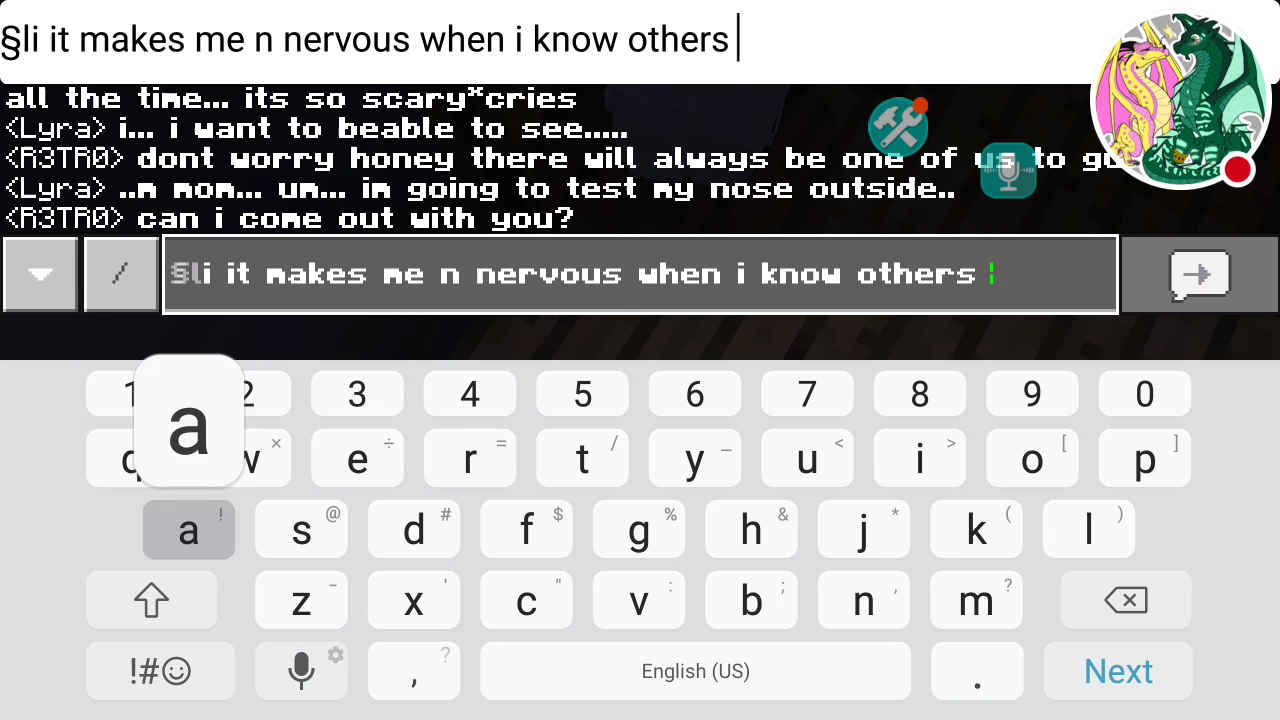 §li it makes me n nervous when i know others
all the time... its so scary*cries
<Lyra> i... i want to beable to see.....
<R3TR0> dont worry honey there will always be one of us to gu
<Lyra> ..m mom... um... im going to test my nose outside..
<R3TR0> can i come out with you?
/
§li it makes me n nervous when i know others
a
1 2 3 4 5 6 7 8 9 0
q w × e ÷ r = t / y _ u < i > o [ p ]
a ! s @ d # f $ g % h & j * k ( l )
z - x ' c " v : b ; n , m ?
!#☺ , ? English (US) . Next